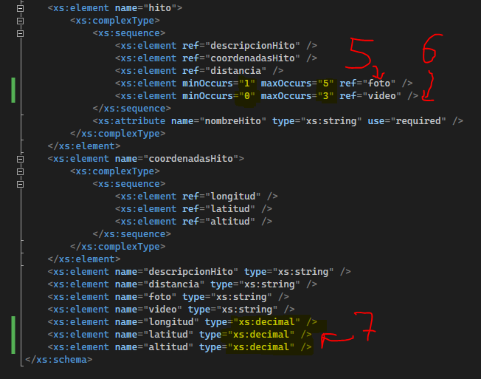 <xs:element name="hito">
<xs:complexType>
<xs:sequence>
<xs:element ref="descripcionHito" />
<xs:element ref="coordenadasHito" />
<xs:element ref="distancia" />
<xs:element minOccurs="1" maxOccurs="5" ref="foto" />
<xs:element minOccurs="0" maxOccurs="3" ref="video" />
</xs:sequence>
<xs:attribute name="nombreHito" type="xs:string" use="required" />
</xs:complexType>
</xs:element>
<xs:element name="coordenadasHito">
<xs:complexType>
<xs:sequence>
<xs:element ref="longitud" />
<xs:element ref="latitud" />
<xs:element ref="altitud" />
</xs:sequence>
</xs:complexType>
</xs:element>
<xs:element name="descripcionHito" type="xs:string" />
<xs:element name="distancia" type="xs:string" />
<xs:element name="foto" type="xs:string" />
<xs:element name="video" type="xs:string" />
<xs:element name="longitud" type="xs:decimal" />
<xs:element name="latitud" type="xs:decimal" />
<xs:element name="altitud" type="xs:decimal" />
</xs:schema>
5
6
7